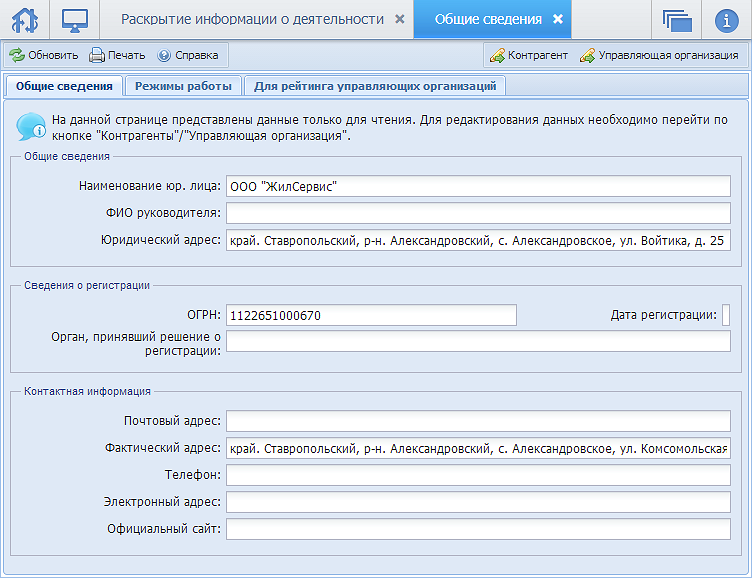 Раскрытие информации о деятельности
Общие сведения
Обновить Печать Справка Контрагент Управляющая организация
Общие сведения Режимы работы Для рейтинга управляющих организаций
На данной странице представлены данные только для чтения. Для редактирования данных необходимо перейти по
кнопке "Контрагенты"/"Управляющая организация".
Общие сведения
Наименование юр. лица: ООО "ЖилСервис"
ФИО руководителя:
Юридический адрес: край. Ставропольский, р-н. Александровский, с. Александровское, ул. Войтика, д. 25
Сведения о регистрации
ОГРН: 1122651000670 Дата регистрации:
Орган, принявший решение о
регистрации:
Контактная информация
Почтовый адрес:
Фактический адрес: край. Ставропольский, р-н. Александровский, с. Александровское, ул. Комсомольская
Телефон:
Электронный адрес:
Официальный сайт: